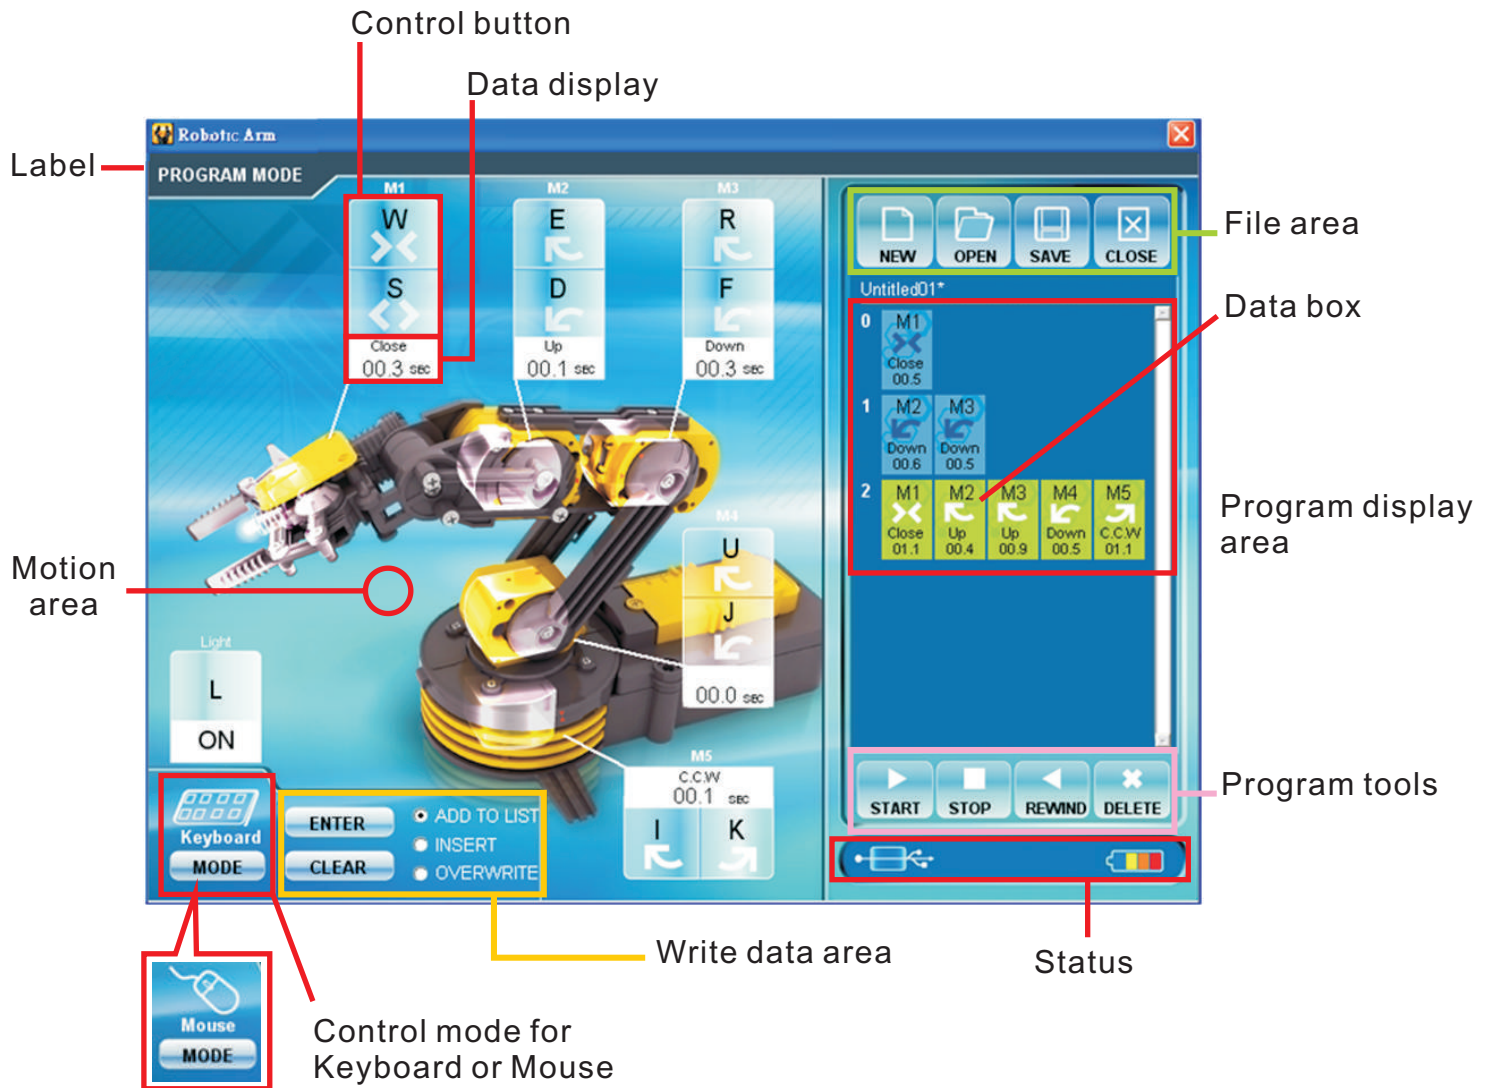 Control button
Data display
Robotic Arm
Label
PROGRAM MODE
M1
M2
M3
W
E
R
S
D
F
Close
00.3 SEC
Up
00.1 SEC
Down
00.3 SEC
NEW
OPEN
SAVE
CLOSE
File area
Untitled01*
Data box
0
M1
Close
00.5
1
M2
Down
00.6
M3
Down
00.5
2
M1
Close
01.1
M2
Up
00.4
M3
Up
00.9
M4
Down
00.5
M5
C.C.W
01.1
Program display
area
Motion
area
M4
U
J
00.0 SEC
Light
L
ON
M5
C.C.W
00.1 SEC
I
K
START
STOP
REWIND
DELETE
Program tools
Keyboard
MODE
ENTER
CLEAR
ADD TO LIST
INSERT
OVERWRITE
Write data area
Status
Mouse
MODE
Control mode for
Keyboard or Mouse